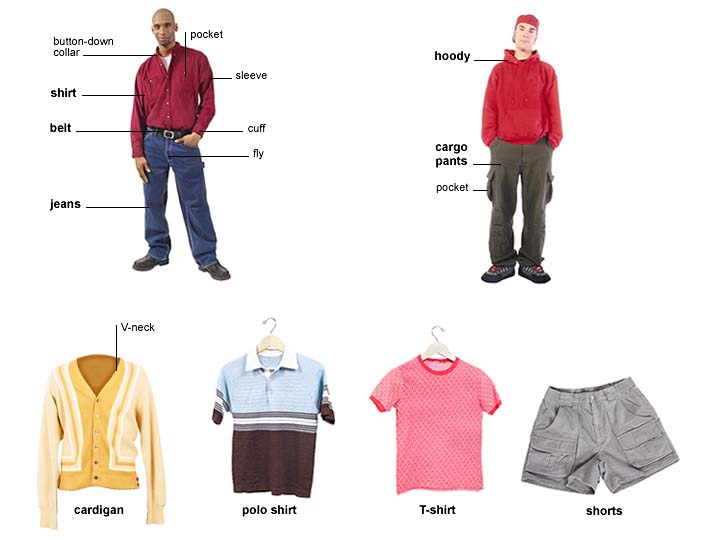 button-down
collar
pocket
sleeve
shirt
belt
cuff
fly
jeans
hoody
cargo
pants
pocket
V-neck
cardigan
polo shirt
T-shirt
shorts